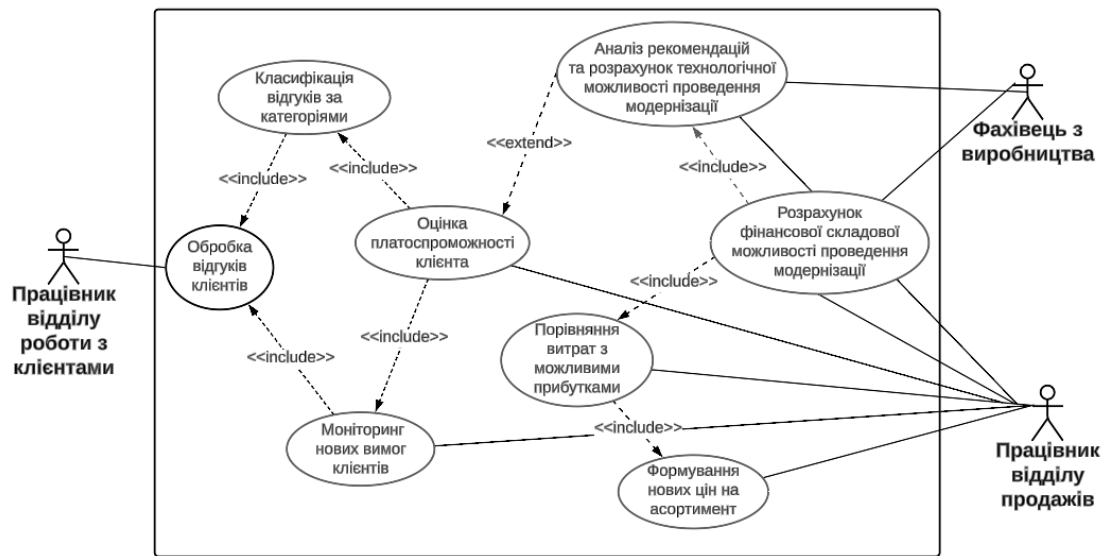 Аналіз рекомендацій
та розрахунок технологічної
можливості проведення
модернізації
Класифікація
відгуків за
категоріями
Фахівець з
виробництва
<<extend>>
<<include>>
<<include>>
<<include>>
Обробка
відгуків
клієнтів
Оцінка
платоспроможності
клієнта
Розрахунок
фінансової складової
можливості проведення
модернізації
Працівник
відділу
роботи з
клієнтами
<<include>>
<<include>>
<<include>>
Порівняння
витрат з
можливими
прибутками
Моніторинг
нових вимог
клієнтів
<<include>>
Формування
нових цін на
асортимент
Працівник
відділу
продажів